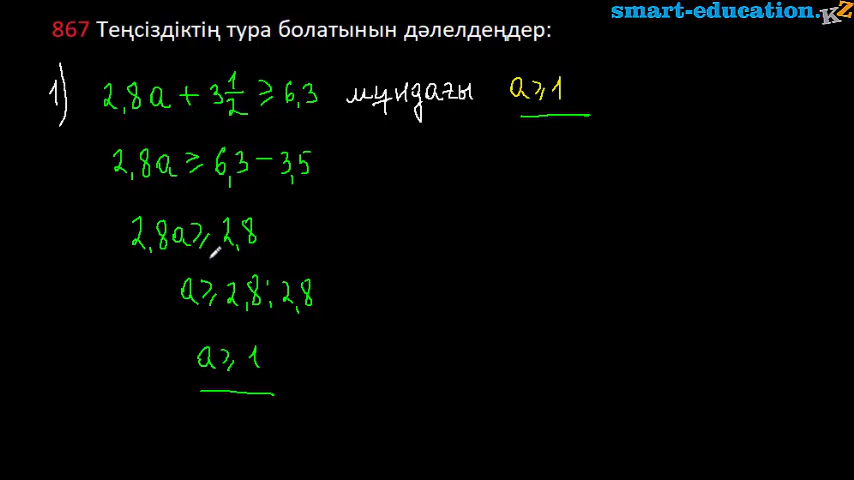 smart-education.KZ
867 Теңсіздіктің тура болатынын дәлелдеңдер:
1) 2,8a + 3 1/2 ⩾ 6,3 мұндағы a ⩾ 1
2,8a ⩾ 6,3 − 3,5
2,8a ⩾ 2,8
a ⩾ 2,8 : 2,8
a ⩾ 1